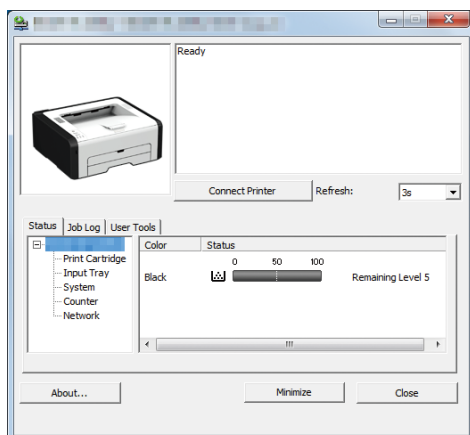 Ready
Connect Printer Refresh: 3s
Status Job Log User Tools
Color Status
Print Cartridge
Input Tray
System
Counter
Network
0 50 100
Black Remaining Level 5
About... Minimize Close